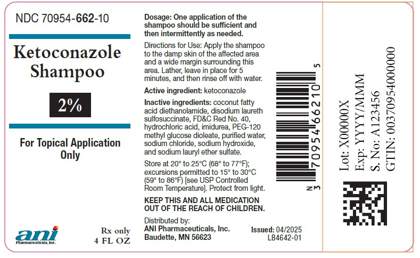 NDC 70954-662-10
Ketoconazole
Shampoo
2%
For Topical Application
Only
ani
Pharmaceuticals, Inc.
Rx only
4 FL OZ
Dosage: One application of the
shampoo should be sufficient and
then intermittently as needed.
Directions for Use: Apply the shampoo
to the damp skin of the affected area
and a wide margin surrounding this
area. Lather, leave in place for 5
minutes, and then rinse off with water.
Active ingredient: ketoconazole
Inactive ingredients: coconut fatty
acid diethanolamide, disodium laureth
sulfosuccinate, FD&C Red No. 40,
hydrochloric acid, imidurea, PEG-120
methyl glucose dioleate, purified water,
sodium chloride, sodium hydroxide,
and sodium lauryl ether sulfate.
Store at 20° to 25°C (68° to 77°F);
excursions permitted to 15° to 30°C
(59° to 86°F) [see USP Controlled
Room Temperature]. Protect from light.
KEEP THIS AND ALL MEDICATION
OUT OF THE REACH OF CHILDREN.
Distributed by:
ANI Pharmaceuticals, Inc.
Baudette, MN 56623
Issued: 04/2025
LB4642-01
N 3 70954 66210 5
Lot: X00000X
Exp: YYYY/MMM
S. No: A123456
GTIN: 00370954000000